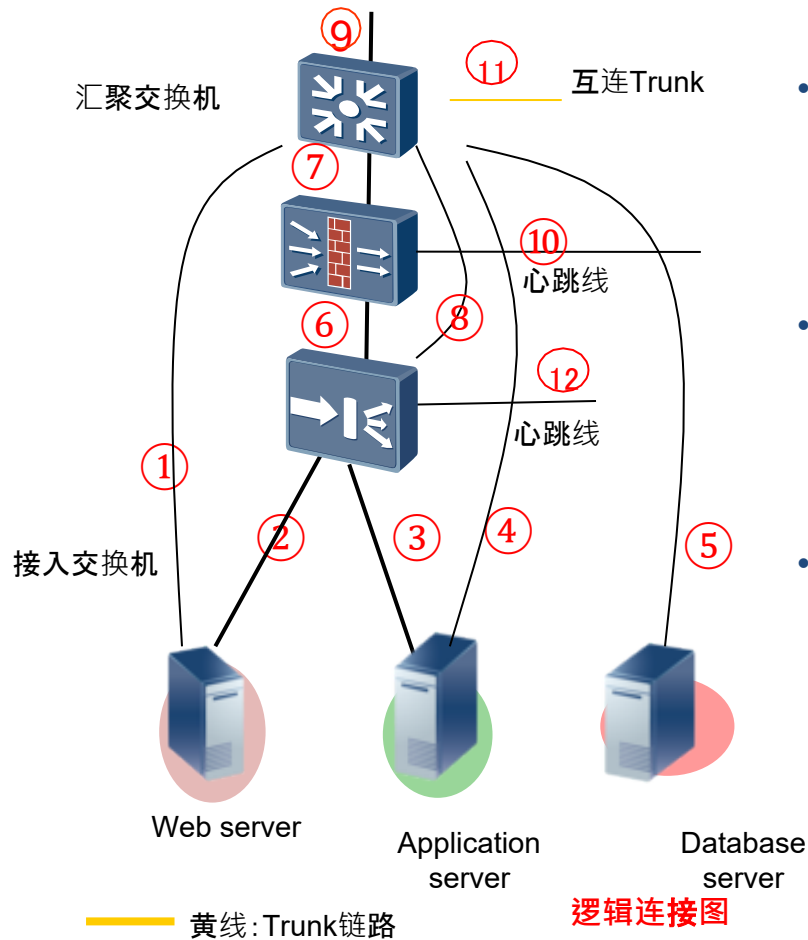 ⑨
⑪
互连Trunk
汇聚交换机
⑦
⑩
心跳线
⑥
⑧
⑫
心跳线
①
②
③
④
⑤
接入交换机
Web server
Application
server
Database
server
黄线:Trunk链路
逻辑连接图